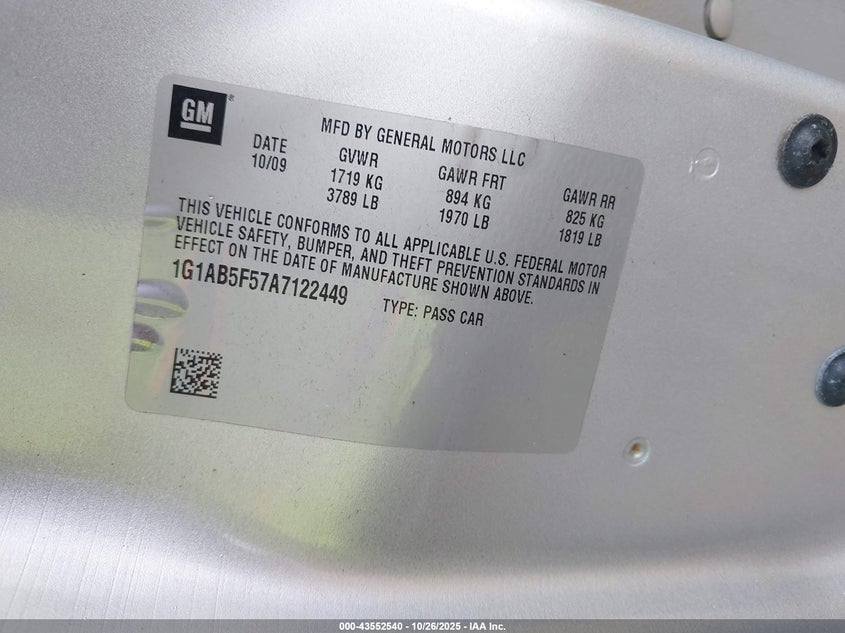 GM®
MFD BY GENERAL MOTORS LLC
DATE GVWR GAWR FRT GAWR RR
10/09 1719 KG 894 KG 825 KG
3789 LB 1970 LB 1819 LB
THIS VEHICLE CONFORMS TO ALL APPLICABLE U.S. FEDERAL MOTOR
VEHICLE SAFETY, BUMPER, AND THEFT PREVENTION STANDARDS IN
EFFECT ON THE DATE OF MANUFACTURE SHOWN ABOVE.
1G1AB5F57A7122449 TYPE: PASS CAR
000-43552540 - 10/26/2025 - IAA Inc.